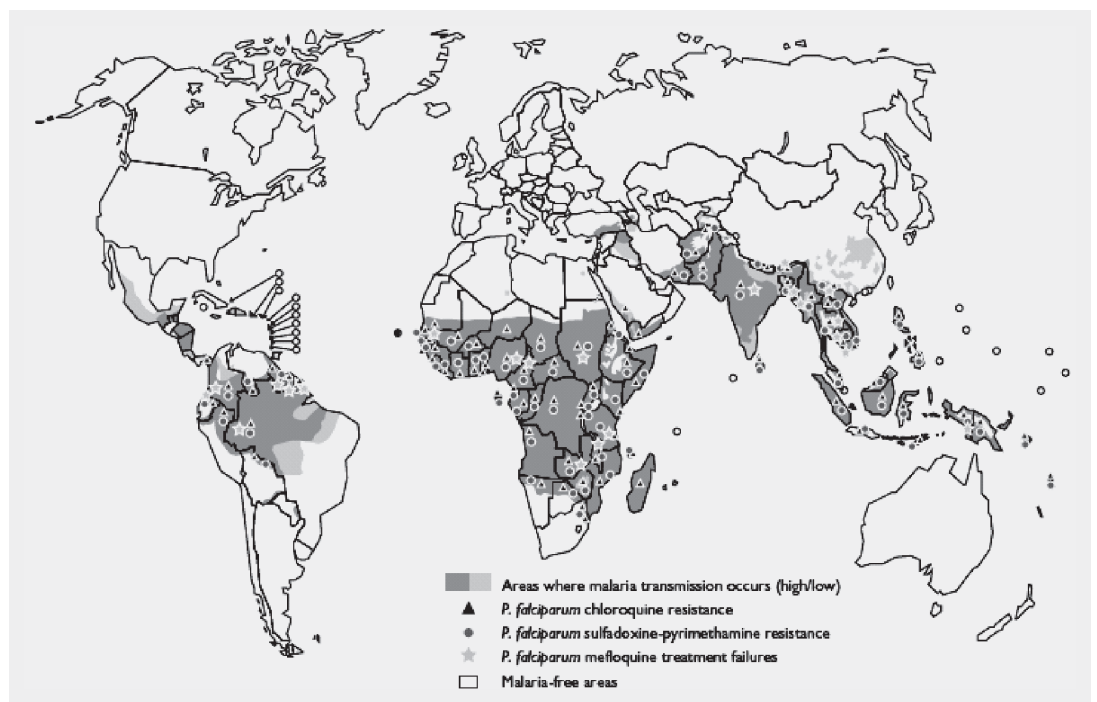 Areas where malaria transmission occurs (high/low)
P. falciparum chloroquine resistance
P. falciparum sulfadoxine-pyrimethamine resistance
P. falciparum mefloquine treatment failures
Malaria-free areas